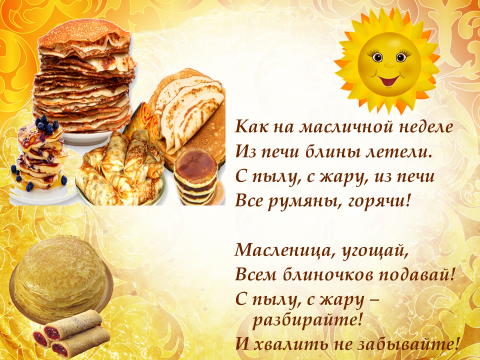 Как на масличной неделе
Из печи блины летели.
С пылу, с жару, из печи
Все румяны, горячи!
Масленица, угощай,
Всем блиночков подавай!
С пылу, с жару –
разбирайте!
И хвалить не забывайте!